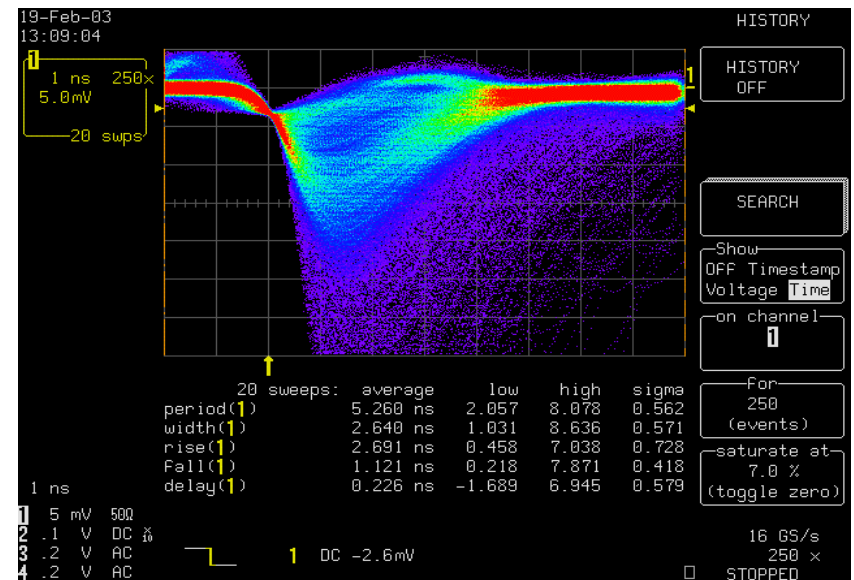 19-Feb-03
13:09:04
HISTORY
1
1 ns 250×
5.0mV
20 swps
1
HISTORY
OFF
SEARCH
Show
OFF Timestamp
Voltage Time
on channel
1
For
250
(events)
saturate at
7.0 %
(toggle zero)
20 sweeps: average low high sigma
period(1) 5.260 ns 2.057 8.078 0.562
width(1) 2.640 ns 1.031 8.636 0.571
rise(1) 2.691 ns 0.458 7.038 0.728
fall(1) 1.121 ns 0.218 7.871 0.418
delay(1) 0.226 ns -1.689 6.945 0.579
1 ns
1 5 mV 50Ω
2 .1 V DC ×10
3 .2 V AC
4 .2 V AC
1 DC -2.6mV
16 GS/s
250 ×
STOPPED